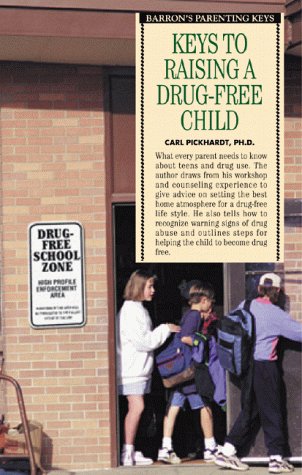 BARRON'S PARENTING KEYS
KEYS TO
RAISING A
DRUG-FREE
CHILD
CARL PICKHARDT, PH.D.
What every parent needs to know
about teens and drug use. The
author draws from his workshop
and counseling experience to
give advice on setting the best
home atmosphere for a drug-free
life style. He also tells how to
recognize warning signs of drug
abuse and outlines steps for
helping the child to become drug
free.
DRUG-
FREE
SCHOOL
ZONE
HIGH PROFILE
ENFORCEMENT
AREA